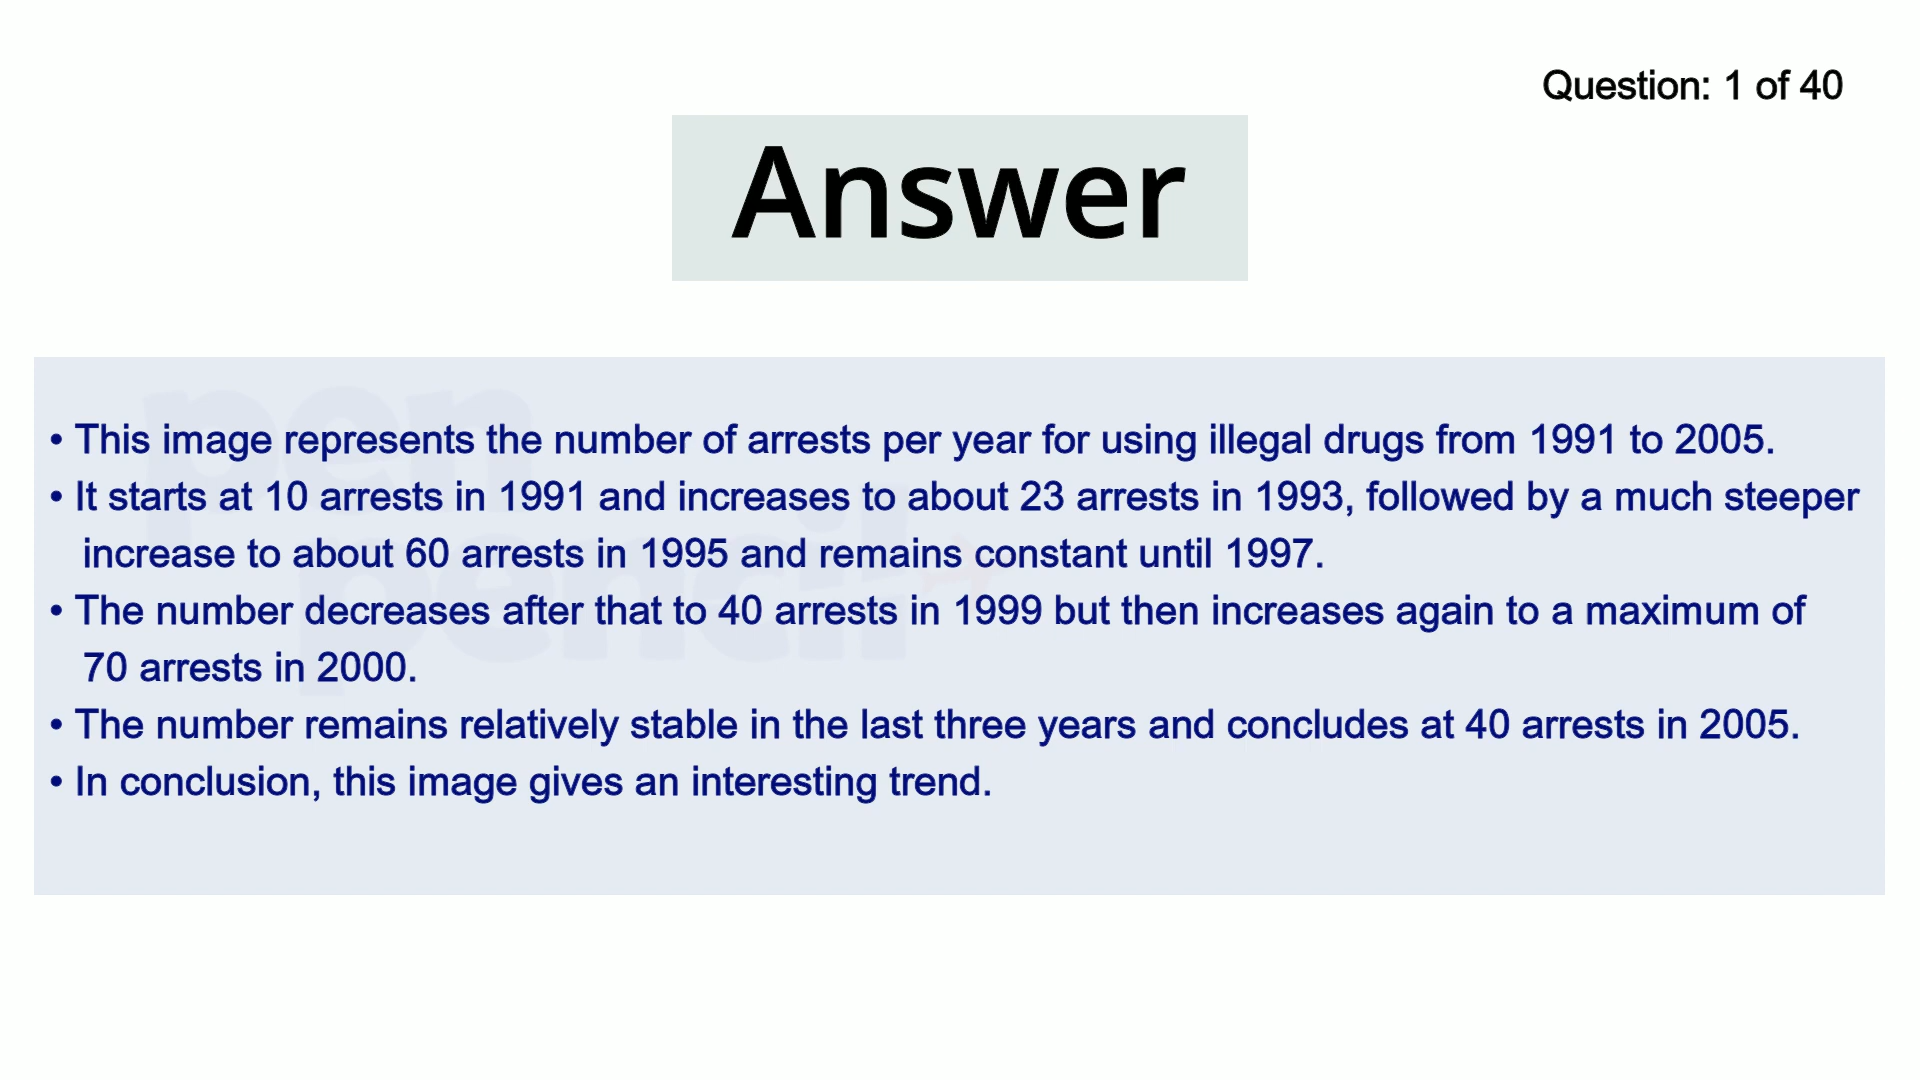 Question: 1 of 40
Answer
pen
pencil
• This image represents the number of arrests per year for using illegal drugs from 1991 to 2005.
• It starts at 10 arrests in 1991 and increases to about 23 arrests in 1993, followed by a much steeper
increase to about 60 arrests in 1995 and remains constant until 1997.
• The number decreases after that to 40 arrests in 1999 but then increases again to a maximum of
70 arrests in 2000.
• The number remains relatively stable in the last three years and concludes at 40 arrests in 2005.
• In conclusion, this image gives an interesting trend.